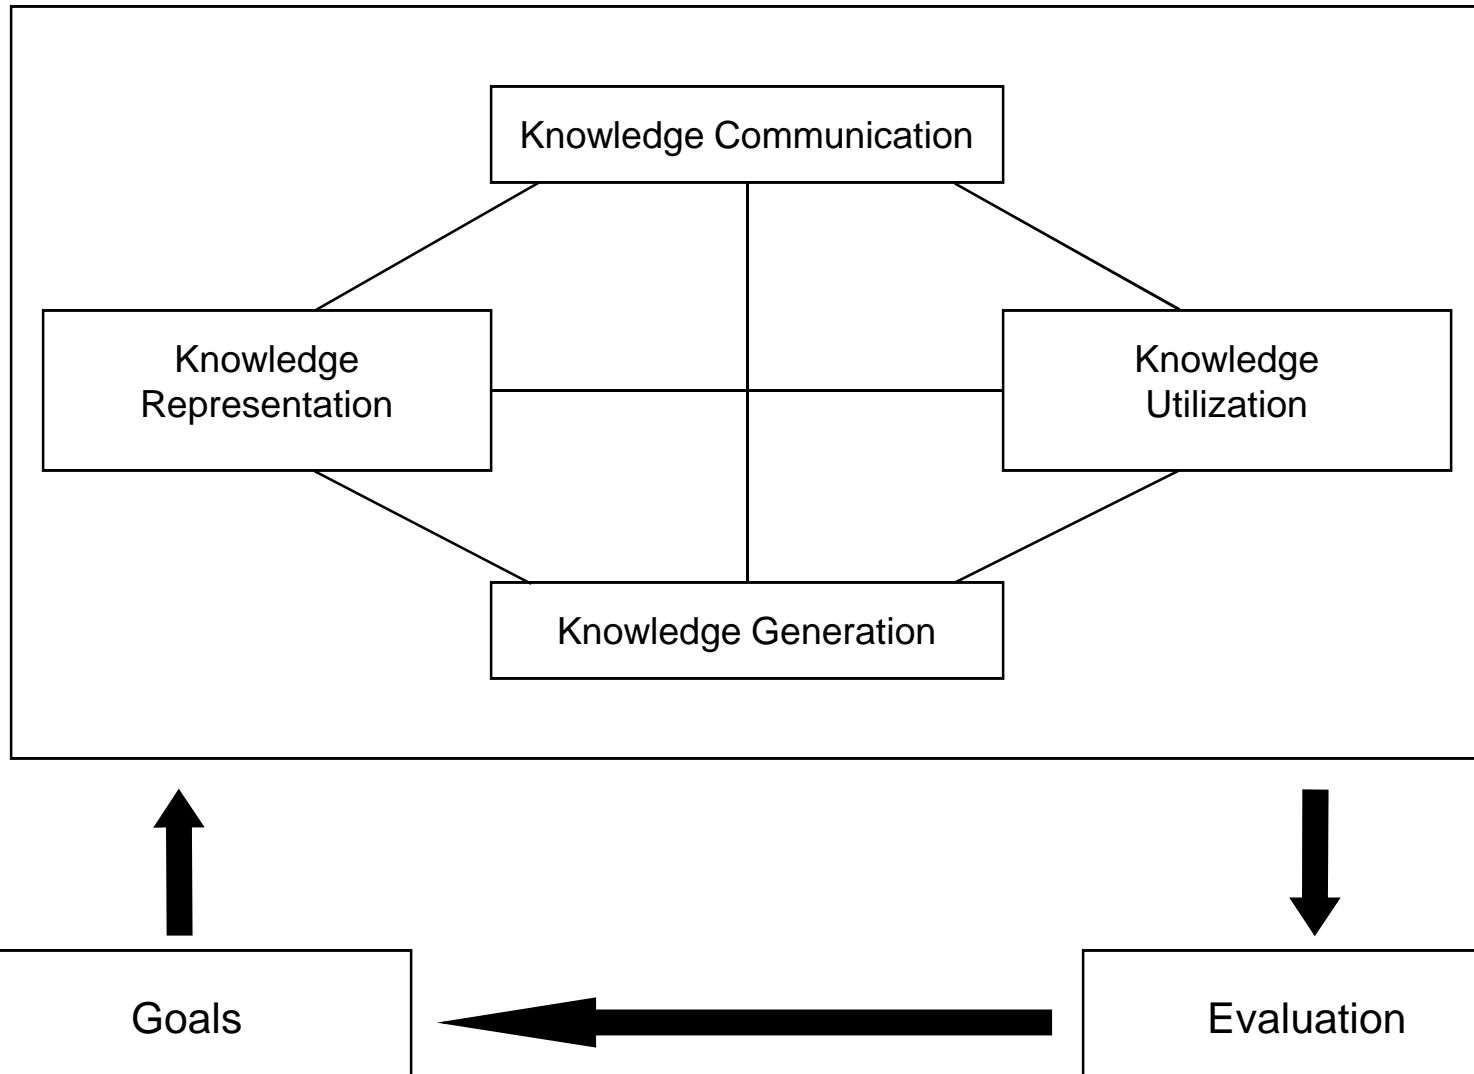 Knowledge Communication
Knowledge
Representation
Knowledge
Utilization
Knowledge Generation
Goals
Evaluation